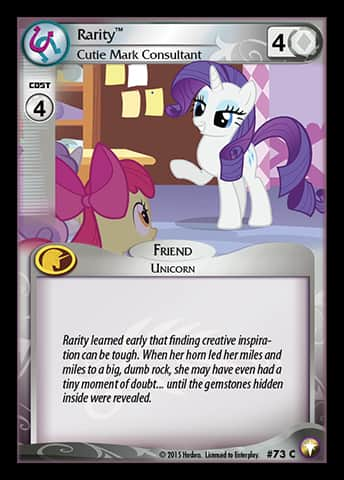 Rarity™
Cutie Mark Consultant
4
COST
4
FRIEND
UNICORN
Rarity learned early that finding creative inspira-
tion can be tough. When her horn led her miles and
miles to a big, dumb rock, she may have even had a
tiny moment of doubt... until the gemstones hidden
inside were revealed.
© 2015 Hasbro. Licensed to Enterplay.
#73 C